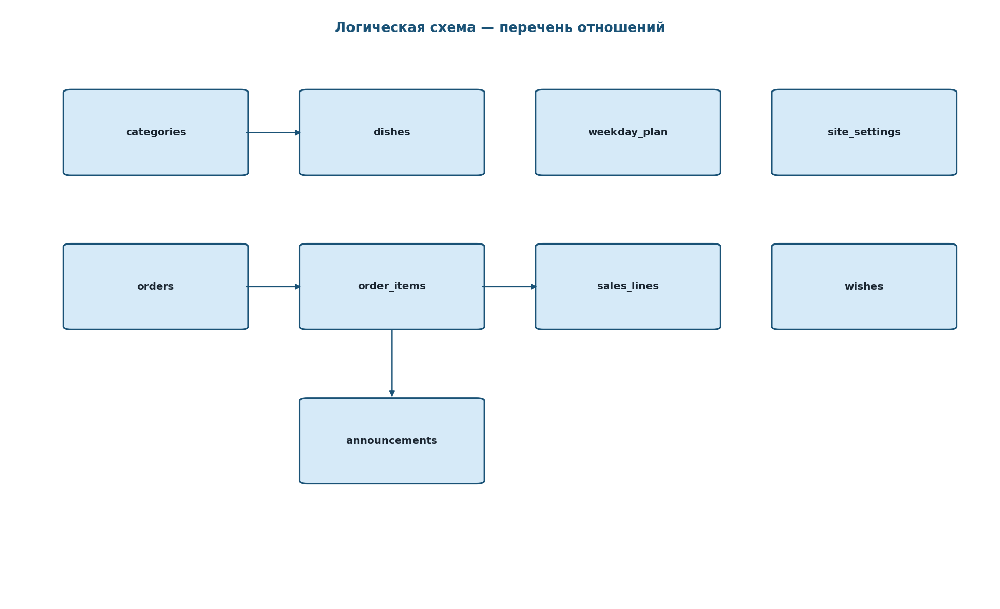 Логическая схема — перечень отношений
categories
dishes
weekday_plan
site_settings
orders
order_items
sales_lines
wishes
announcements